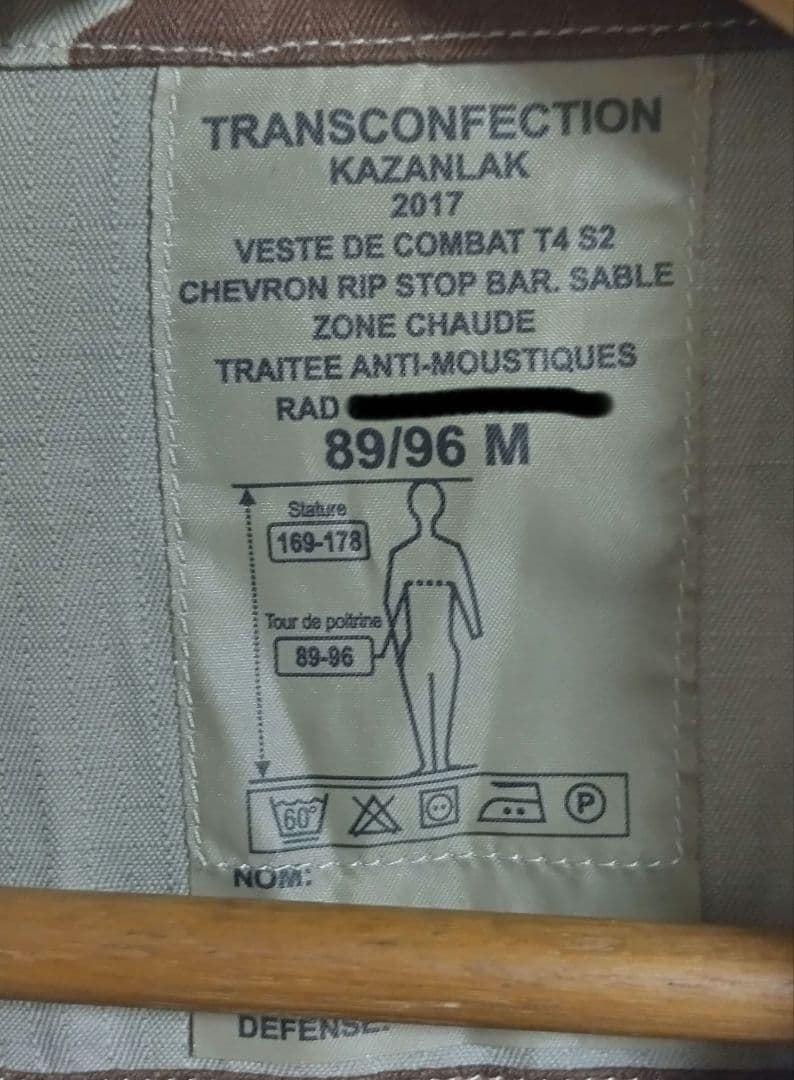 TRANSCONFECTION
KAZANLAK
2017
VESTE DE COMBAT T4 S2
CHEVRON RIP STOP BAR. SABLE
ZONE CHAUDE
TRAITEE ANTI-MOUSTIQUES
RAD
89/96 M
Stature
169-178
Tour de poitrine
89-96
60°
P
NOM:
DEFENSE.